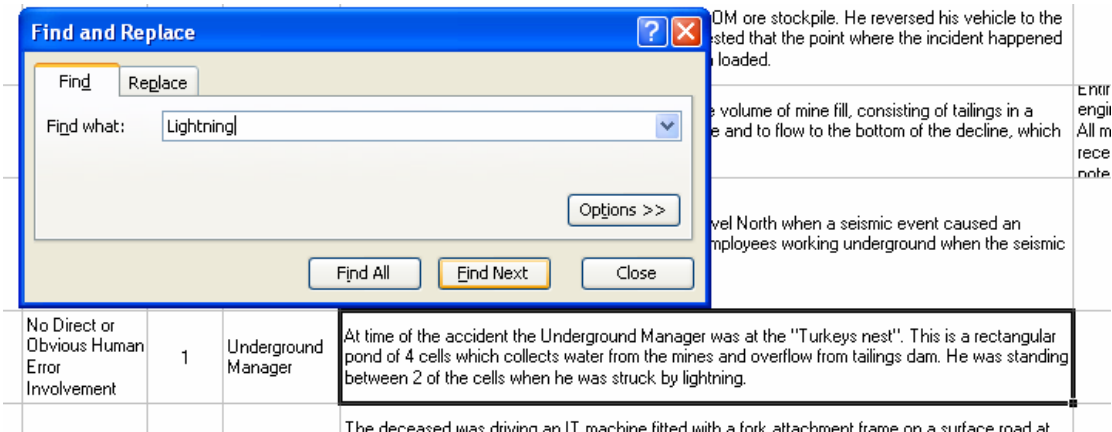 Find and Replace
Find
Replace
Find what:
Lightning
Options >>
Find All
Find Next
Close
OM ore stockpile. He reversed his vehicle to the
sted that the point where the incident happened
loaded.
volume of mine fill, consisting of tailings in a
e and to flow to the bottom of the decline, which
Entir
engi
All m
rece
note
vel North when a seismic event caused an
mployees working underground when the seismic
No Direct or
Obvious Human
Error
Involvement
1
Underground
Manager
At time of the accident the Underground Manager was at the "Turkeys nest". This is a rectangular
pond of 4 cells which collects water from the mines and overflow from tailings dam. He was standing
between 2 of the cells when he was struck by lightning.
The deceased was driving an IT machine fitted with a fork attachment frame on a surface road at